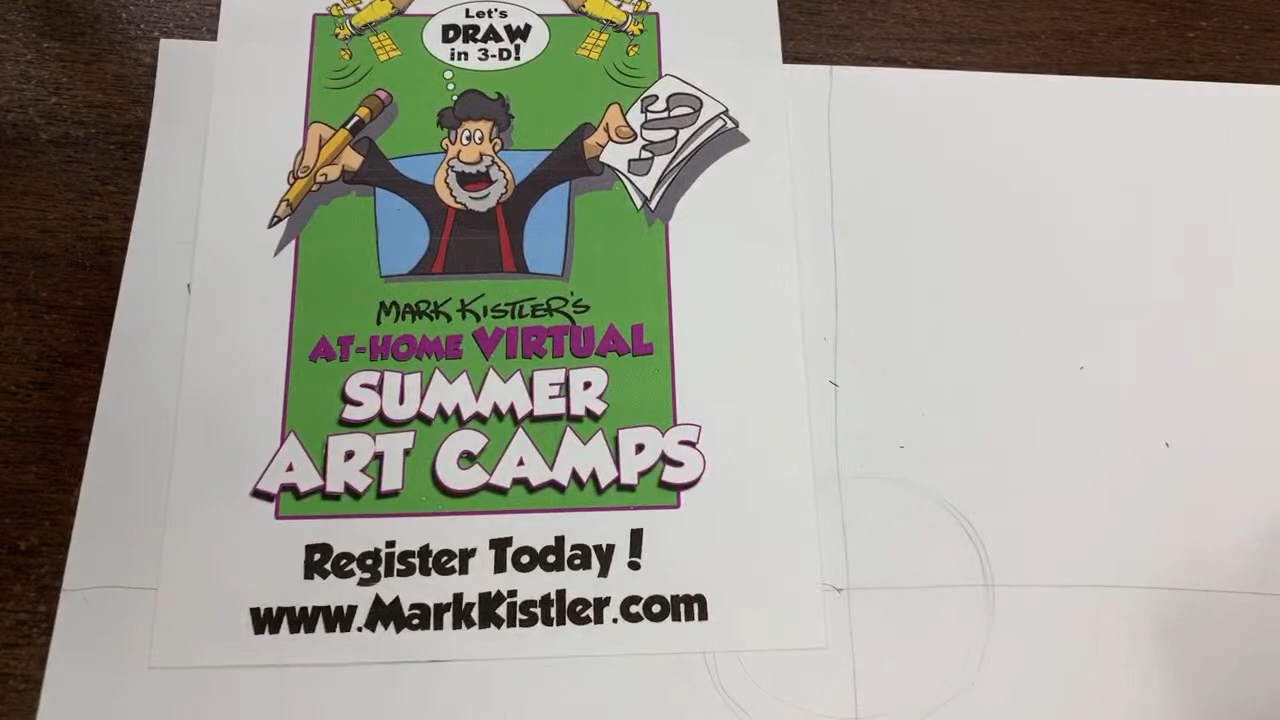 Let's
DRAW
in 3-D!
MARK KISTLER'S
AT-HOME VIRTUAL
SUMMER
ART CAMPS
Register Today!
www.MarkKistler.com